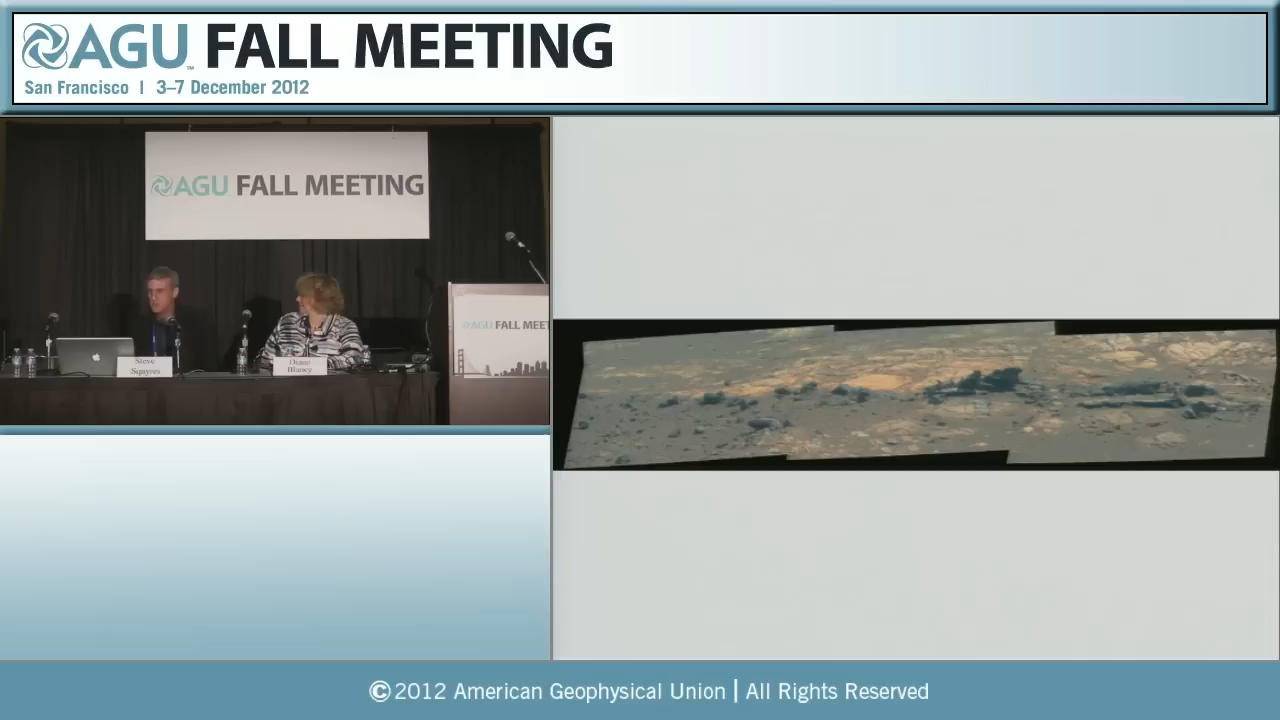 AGU™ FALL MEETING
San Francisco | 3–7 December 2012
AGU FALL MEETING
AGU FALL MEET
Steve
Squyres
Diana
Blaney
©2012 American Geophysical Union | All Rights Reserved